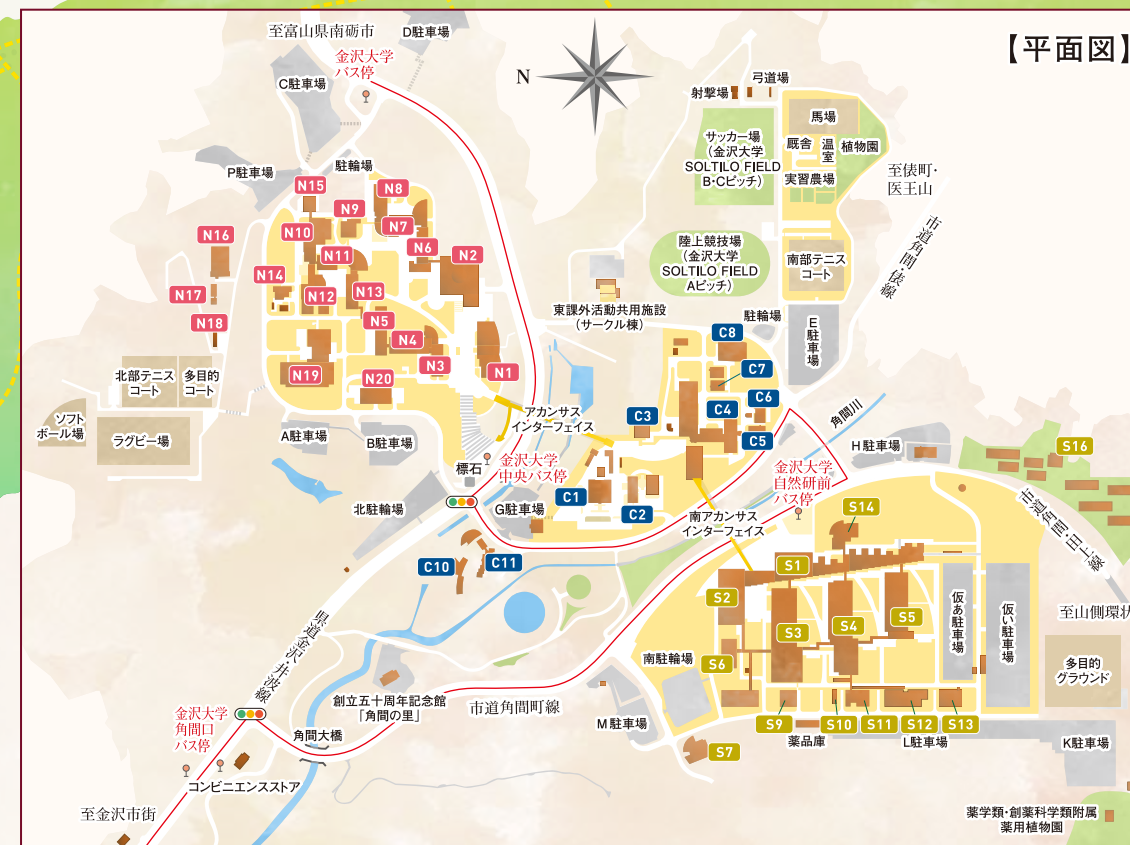 【平面図】
至富山県南砺市
D駐車場
金沢大学
バス停
C駐車場
N
弓道場
射撃場
馬場
サッカー場
(金沢大学
SOLTILO FIELD
B・Cピッチ)
厩舎
温室
植物園
実習農場
至俵町・
医王山
市道角間・俵線
P駐車場
駐輪場
N15
N8
N9
N7
N16
N10
N6
N2
N11
N14
N17
N12
N13
N18
N5
N4
N3
N1
N19
N20
陸上競技場
(金沢大学
SOLTILO FIELD
Aピッチ)
南部テニス
コート
東課外活動共用施設
(サークル棟)
駐輪場
E駐車場
C8
C7
C6
C4
C3
C5
北部テニス
コート
多目的
コート
ソフト
ボール場
ラグビー場
A駐車場
B駐車場
アカンサス
インターフェイス
角間川
H駐車場
S16
標石
金沢大学
中央バス停
金沢大学
自然研前
バス停
C1
C2
北駐輪場
G駐車場
南アカンサス
インターフェイス
S14
市道角間・田上線
C10
C11
S1
S2
S3
S4
S5
仮あ駐車場
仮い駐車場
至山側環状
県道金沢・井波線
南駐輪場
S6
多目的
グラウンド
創立五十周年記念館
「角間の里」
市道角間町線
金沢大学
角間口
バス停
角間大橋
M駐車場
S9
S10
S11
S12
S13
薬品庫
L駐車場
K駐車場
S7
コンビニエンスストア
至金沢市街
薬学類・創薬科学類附属
薬用植物園